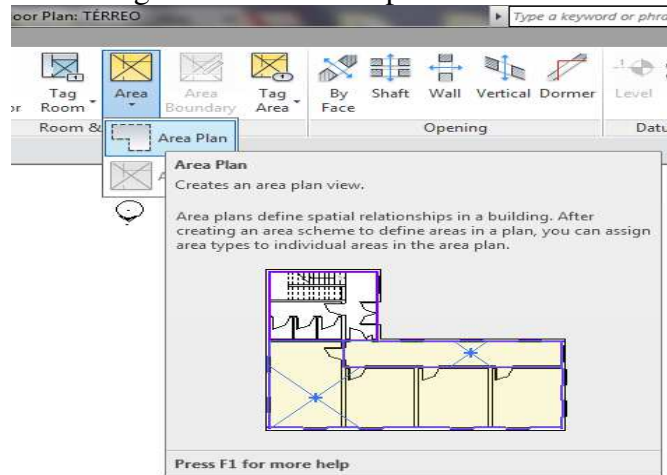 oor Plan: TÉRREO
Type a keyword or phra
Tag Room
Area
Area Boundary
Tag Area
By Face
Shaft
Wall
Vertical
Dormer
Level
Room &
Opening
Datu
Area Plan
A
Area Plan
Creates an area plan view.
Area plans define spatial relationships in a building. After
creating an area scheme to define areas in a plan, you can assign
area types to individual areas in the area plan.
Press F1 for more help